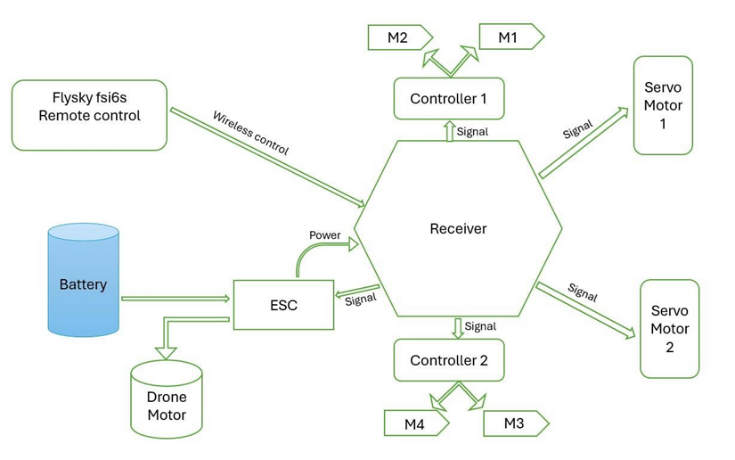 M2
M1
Flysky fsi6s
Remote control
Controller 1
Servo
Motor
1
Wireless control
Signal
Signal
Receiver
Power
Battery
ESC
Signal
Signal
Signal
Servo
Motor
2
Controller 2
Drone
Motor
M4
M3